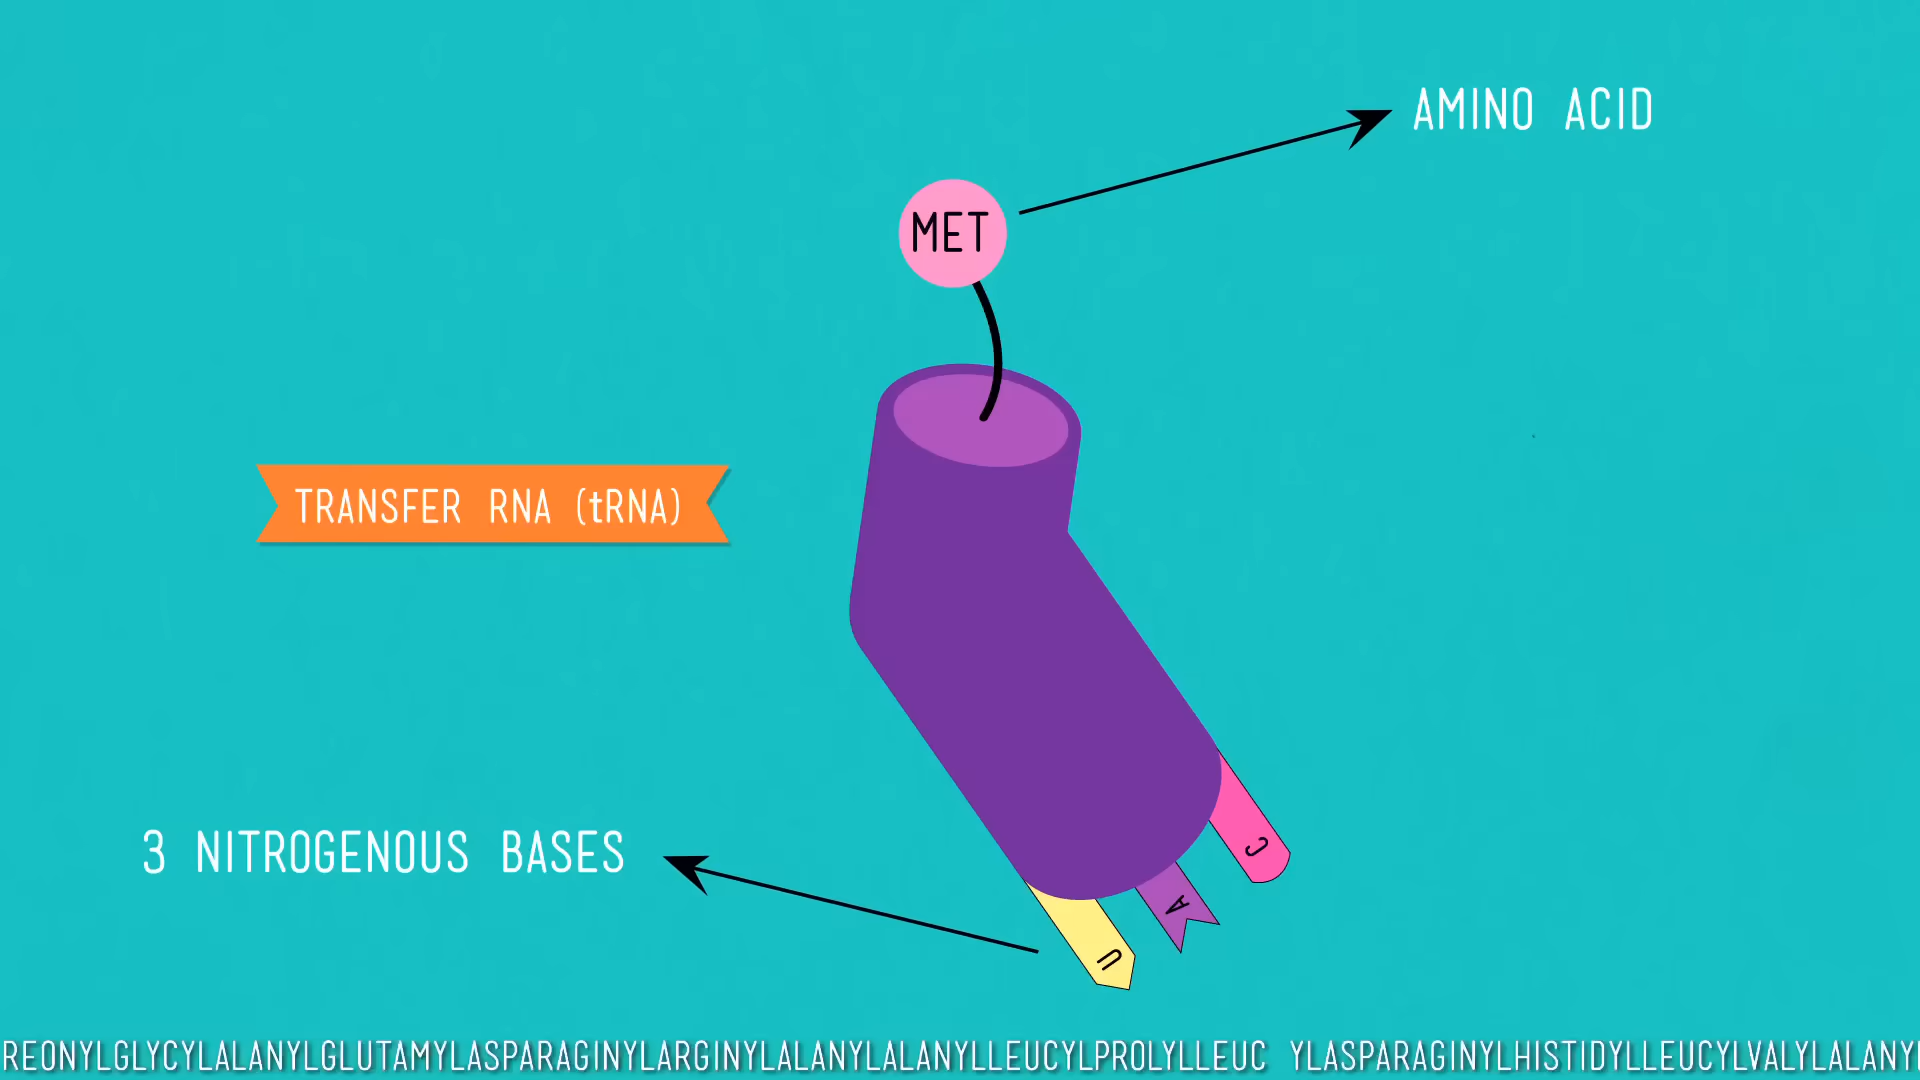 AMINO ACID
MET
TRANSFER RNA (tRNA)
3 NITROGENOUS BASES
C
A
U
REONYLGLYCYLALANYLGLUTAMYLASPARAGINYLARGINYLALANYLALANYLLEUCYLPROLYLLEUC YLASPARAGINYLHISTIDYLLEUCYLVALYLALANY